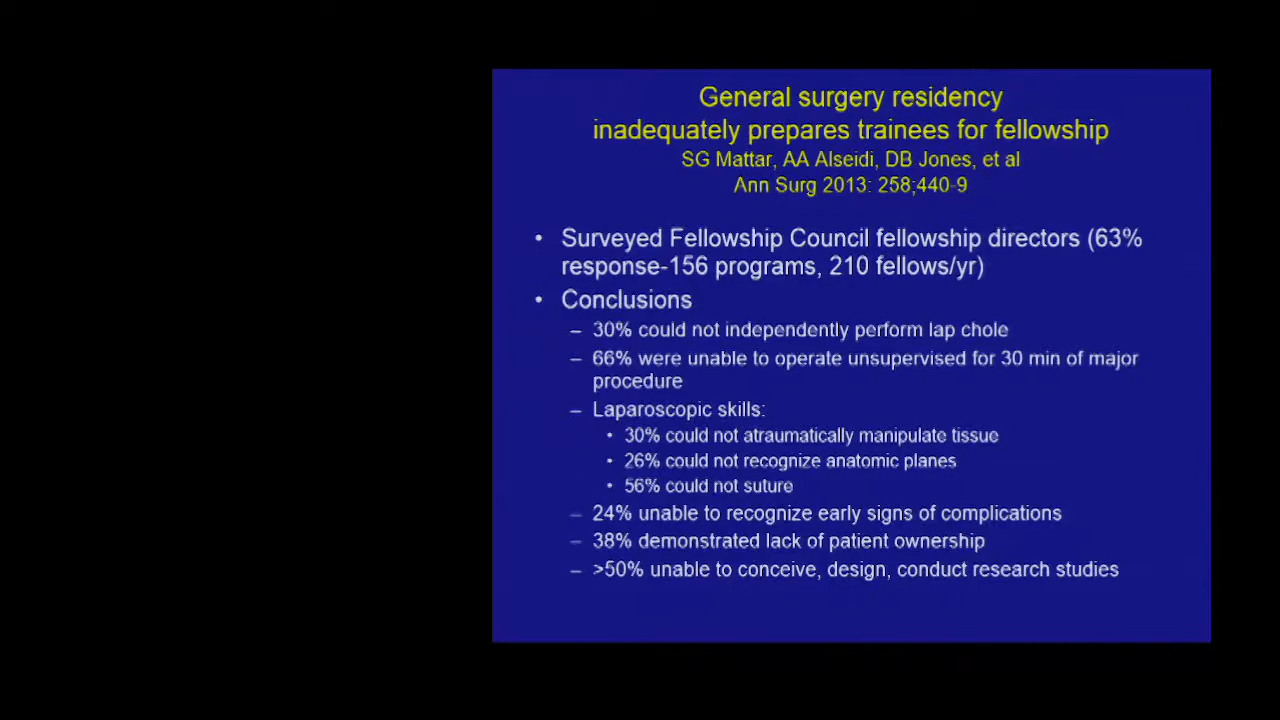 General surgery residency
inadequately prepares trainees for fellowship
SG Mattar, AA Alseidi, DB Jones, et al
Ann Surg 2013: 258;440-9
• Surveyed Fellowship Council fellowship directors (63%
response-156 programs, 210 fellows/yr)
• Conclusions
– 30% could not independently perform lap chole
– 66% were unable to operate unsupervised for 30 min of major
procedure
– Laparoscopic skills:
• 30% could not atraumatically manipulate tissue
• 26% could not recognize anatomic planes
• 56% could not suture
– 24% unable to recognize early signs of complications
– 38% demonstrated lack of patient ownership
– >50% unable to conceive, design, conduct research studies